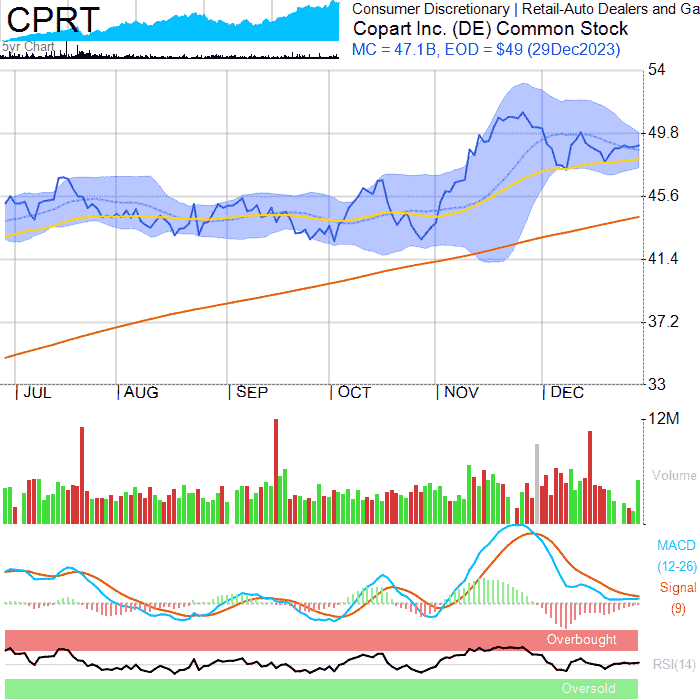 CPRT
5yr Chart
Consumer Discretionary | Retail-Auto Dealers and Ga
Copart Inc. (DE) Common Stock
MC = 47.1B, EOD = $49 (29Dec2023)
54
49.8
45.6
41.4
37.2
33
JUL AUG SEP OCT NOV DEC
12M
Volume
MACD
(12-26)
Signal
(9)
Overbought
RSI(14)
Oversold